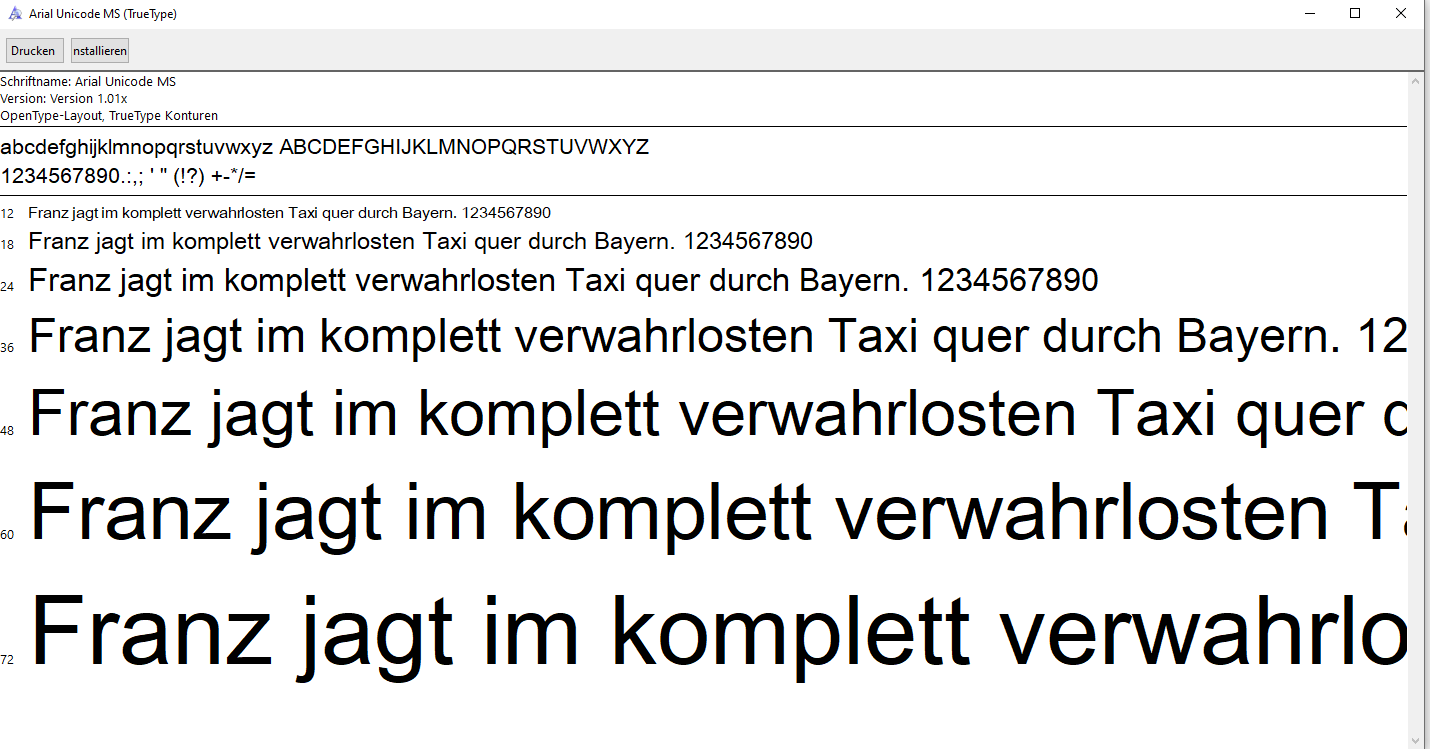 Arial Unicode MS (TrueType)
Drucken nstallieren
Schriftname: Arial Unicode MS
Version: Version 1.01x
OpenType-Layout, TrueType Konturen
abcdefghijklmnopqrstuvwxyz ABCDEFGHIJKLMNOPQRSTUVWXYZ
1234567890.:,; ' " (!?) +-*/=
12 Franz jagt im komplett verwahrlosten Taxi quer durch Bayern. 1234567890
18 Franz jagt im komplett verwahrlosten Taxi quer durch Bayern. 1234567890
24 Franz jagt im komplett verwahrlosten Taxi quer durch Bayern. 1234567890
36 Franz jagt im komplett verwahrlosten Taxi quer durch Bayern. 12
48 Franz jagt im komplett verwahrlosten Taxi quer d
60 Franz jagt im komplett verwahrlosten Ta
72 Franz jagt im komplett verwahrlo